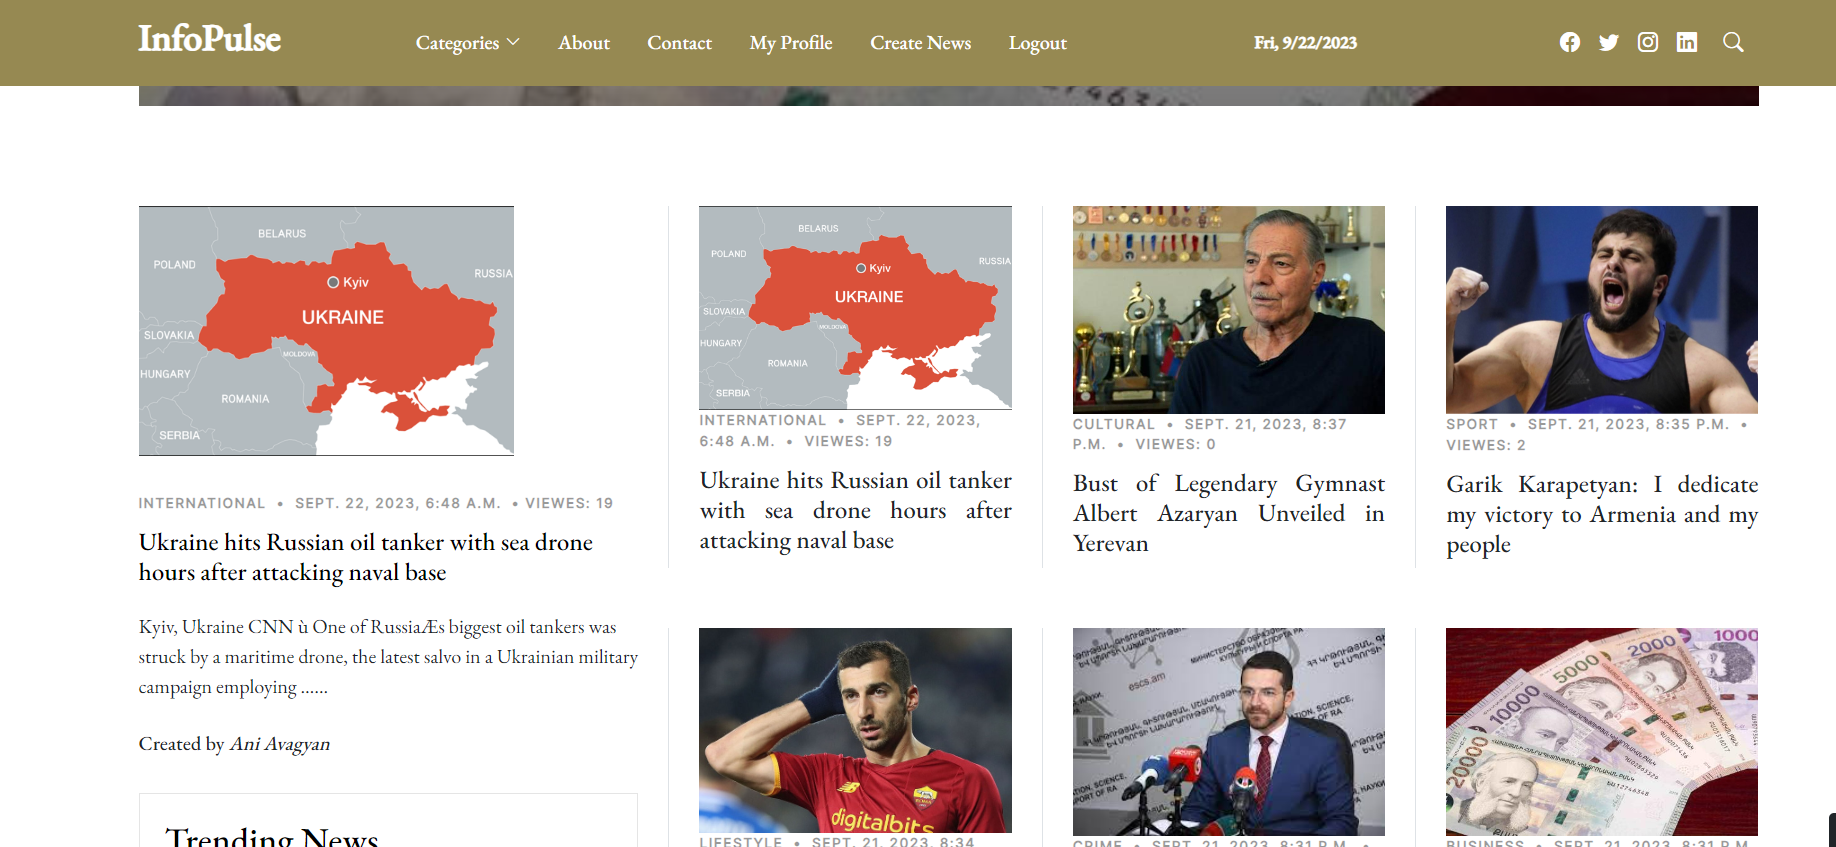 InfoPulse
Categories
About
Contact
My Profile
Create News
Logout
Fri, 9/22/2023
BELARUS
POLAND
Kyiv
RUSSIA
UKRAINE
SLOVAKIA
MOLDOVA
HUNGARY
ROMANIA
SERBIA
INTERNATIONAL • SEPT. 22, 2023, 6:48 A.M. • VIEWES: 19
Ukraine hits Russian oil tanker with sea drone
hours after attacking naval base
Kyiv, Ukraine CNN ù One of RussiaÆs biggest oil tankers was
struck by a maritime drone, the latest salvo in a Ukrainian military
campaign employing ......
Created by Ani Avagyan
Trending News
BELARUS
POLAND
Kyiv
RUSSIA
UKRAINE
SLOVAKIA
MOLDOVA
HUNGARY
ROMANIA
SERBIA
INTERNATIONAL • SEPT. 22, 2023,
6:48 A.M. • VIEWES: 19
Ukraine hits Russian oil tanker
with sea drone hours after
attacking naval base
CULTURAL • SEPT. 21, 2023, 8:37
P.M. • VIEWES: 0
Bust of Legendary Gymnast
Albert Azaryan Unveiled in
Yerevan
SPORT • SEPT. 21, 2023, 8:35 P.M. •
VIEWES: 2
Garik Karapetyan: I dedicate
my victory to Armenia and my
people
digitalbits
LIFESTYLE • SEPT. 21, 2023, 8:34
escs.am
CRIME • SEPT. 21, 2023, 8:31 P.M. •
1000
2000
5000
10000
20000
BUSINESS • SEPT. 21, 2023, 8:31 P.M.